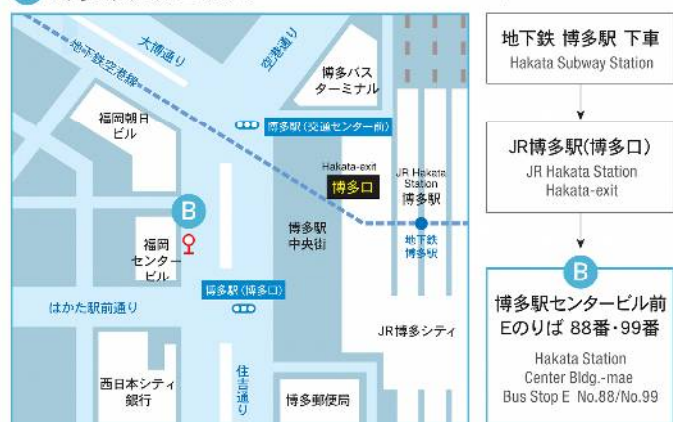 大博通り
空港通り
地下鉄空港線
博多バス
ターミナル
福岡朝日
ビル
博多駅(交通センター前)
Hakata-exit
博多口
JR Hakata
Station
博多駅
B
福岡
センター
ビル
博多駅
中央街
地下鉄
博多駅
博多駅(博多口)
はかた駅前通り
JR博多シティ
西日本シティ
銀行
住吉通り
博多郵便局
地下鉄 博多駅 下車
Hakata Subway Station
JR博多駅(博多口)
JR Hakata Station
Hakata-exit
B
博多駅センタービル前
Eのりば 88番・99番
Hakata Station
Center Bldg.-mae
Bus Stop E No.88/No.99